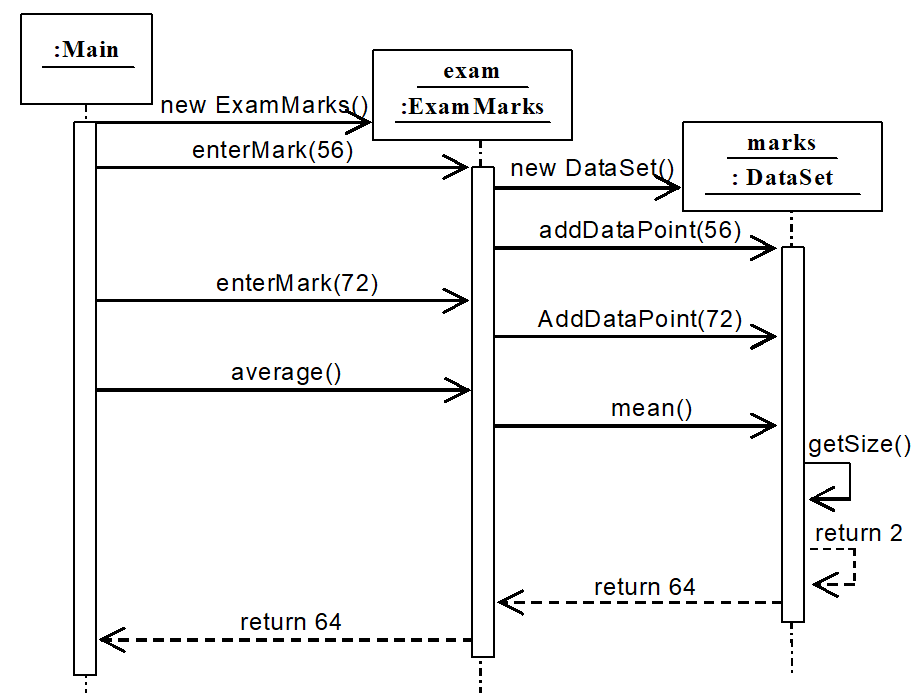 :Main
exam
:ExamMarks
new ExamMarks()
enterMark(56)
marks
: DataSet
new DataSet()
addDataPoint(56)
enterMark(72)
AddDataPoint(72)
average()
mean()
getSize()
return 2
return 64
return 64